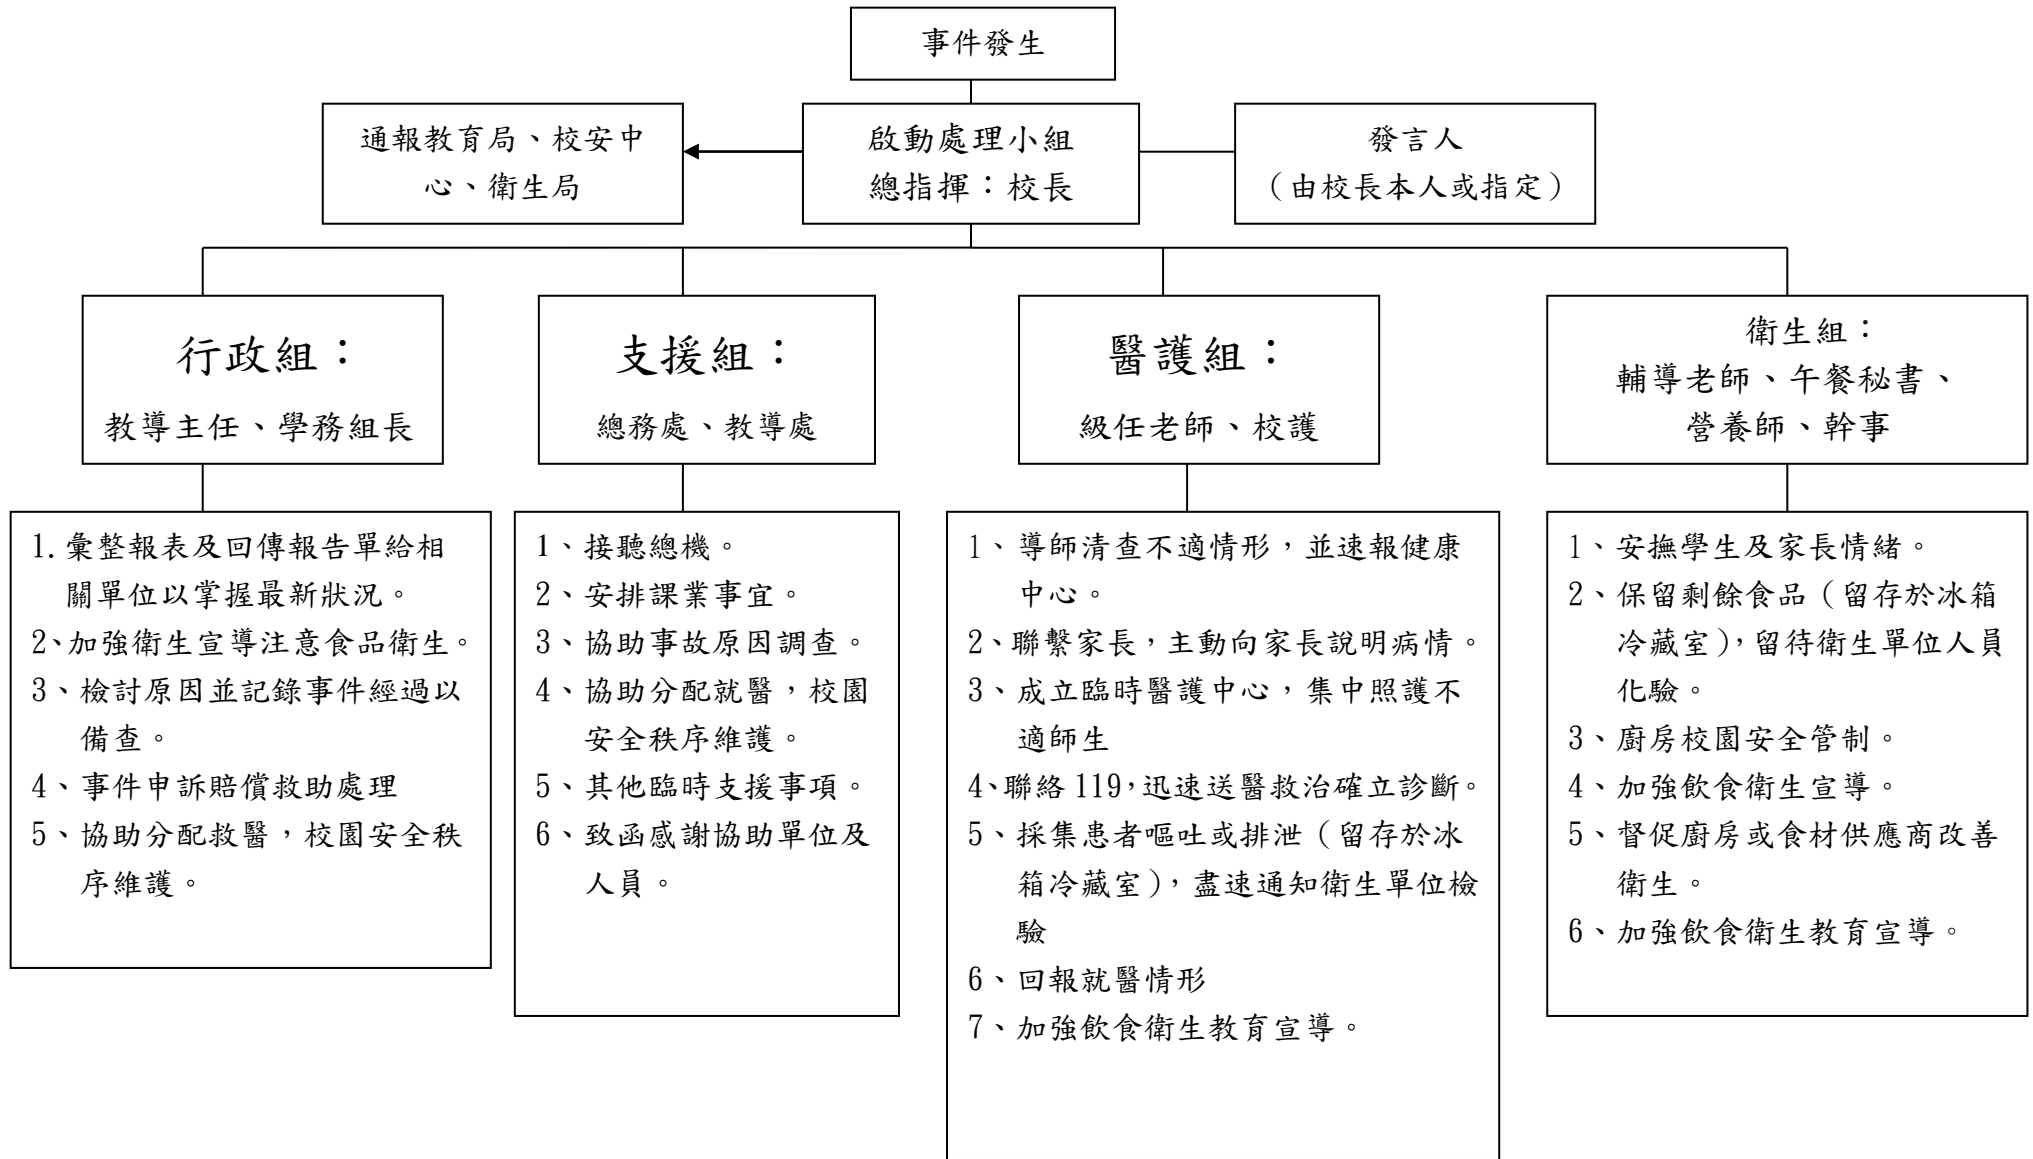 事件發生
通報教育局、校安中
心、衛生局
啟動處理小組
總指揮：校長
發言人
（由校長本人或指定）
行政組：
教導主任、學務組長
支援組：
總務處、教導處
醫護組：
級任老師、校護
衛生組：
輔導老師、午餐秘書、
營養師、幹事
1.彙整報表及回傳報告單給相
關單位以掌握最新狀況。
2、加強衛生宣導注意食品衛生。
3、檢討原因並記錄事件經過以
備查。
4、事件申訴賠償救助處理
5、協助分配救醫，校園安全秩
序維護。
1、接聽總機。
2、安排課業事宜。
3、協助事故原因調查。
4、協助分配就醫，校園
安全秩序維護。
5、其他臨時支援事項。
6、致函感謝協助單位及
人員。
1、導師清查不適情形，並速報健康
中心。
2、聯繫家長，主動向家長說明病情。
3、成立臨時醫護中心，集中照護不
適師生
4、聯絡 119，迅速送醫救治確立診斷。
5、採集患者嘔吐或排泄（留存於冰
箱冷藏室），盡速通知衛生單位檢
驗
6、回報就醫情形
7、加強飲食衛生教育宣導。
1、安撫學生及家長情緒。
2、保留剩餘食品（留存於冰箱
冷藏室），留待衛生單位人員
化驗。
3、廚房校園安全管制。
4、加強飲食衛生宣導。
5、督促廚房或食材供應商改善
衛生。
6、加強飲食衛生教育宣導。